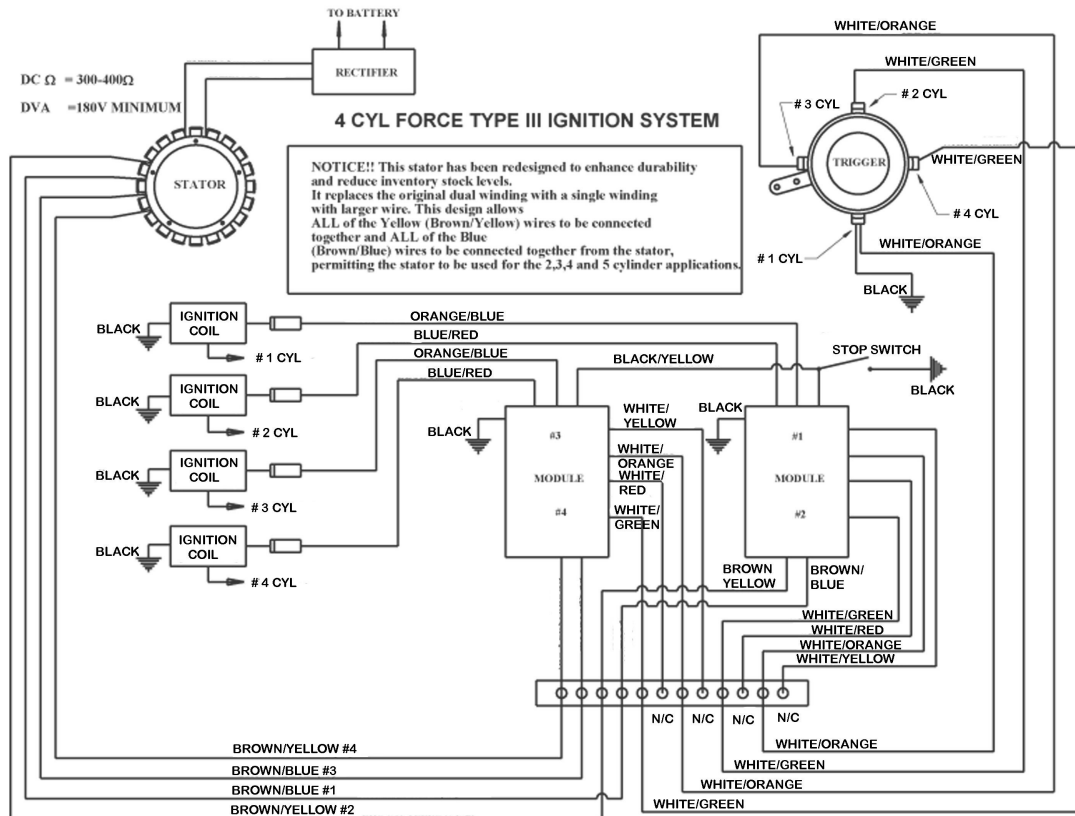 TO BATTERY
WHITE/ORANGE
RECTIFIER
WHITE/GREEN
DC Ω = 300-400Ω
DVA =180V MINIMUM
# 3 CYL
# 2 CYL
4 CYL FORCE TYPE III IGNITION SYSTEM
TRIGGER
WHITE/GREEN
STATOR
NOTICE!! This stator has been redesigned to enhance durability
and reduce inventory stock levels.
It replaces the original dual winding with a single winding
with larger wire. This design allows
ALL of the Yellow (Brown/Yellow) wires to be connected
together and ALL of the Blue
(Brown/Blue) wires to be connected together from the stator,
permitting the stator to be used for the 2,3,4 and 5 cylinder applications.
# 4 CYL
WHITE/ORANGE
# 1 CYL
BLACK
IGNITION
COIL
BLACK
# 1 CYL
ORANGE/BLUE
BLUE/RED
ORANGE/BLUE
BLUE/RED
BLACK/YELLOW
STOP SWITCH
BLACK
IGNITION
COIL
BLACK
# 2 CYL
BLACK
WHITE/
YELLOW
BLACK
#3
#1
WHITE/
ORANGE
WHITE/
RED
MODULE
MODULE
IGNITION
COIL
BLACK
# 3 CYL
#4
#2
WHITE/
GREEN
IGNITION
COIL
BLACK
# 4 CYL
BROWN
YELLOW
BROWN/
BLUE
WHITE/GREEN
WHITE/RED
WHITE/ORANGE
WHITE/YELLOW
N/C
N/C
N/C
N/C
BROWN/YELLOW #4
WHITE/ORANGE
BROWN/BLUE #3
WHITE/GREEN
BROWN/BLUE #1
WHITE/ORANGE
BROWN/YELLOW #2
WHITE/GREEN